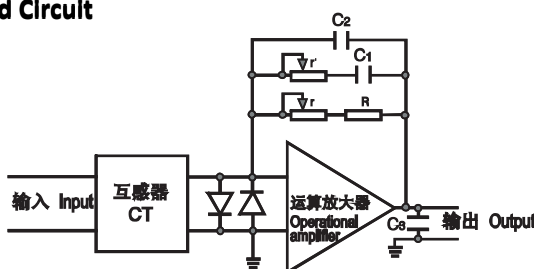 d Circuit
C2
r'
C1
r
R
输入 Input
互感器
CT
运算放大器
Operational
amplifier
C3
输出 Output